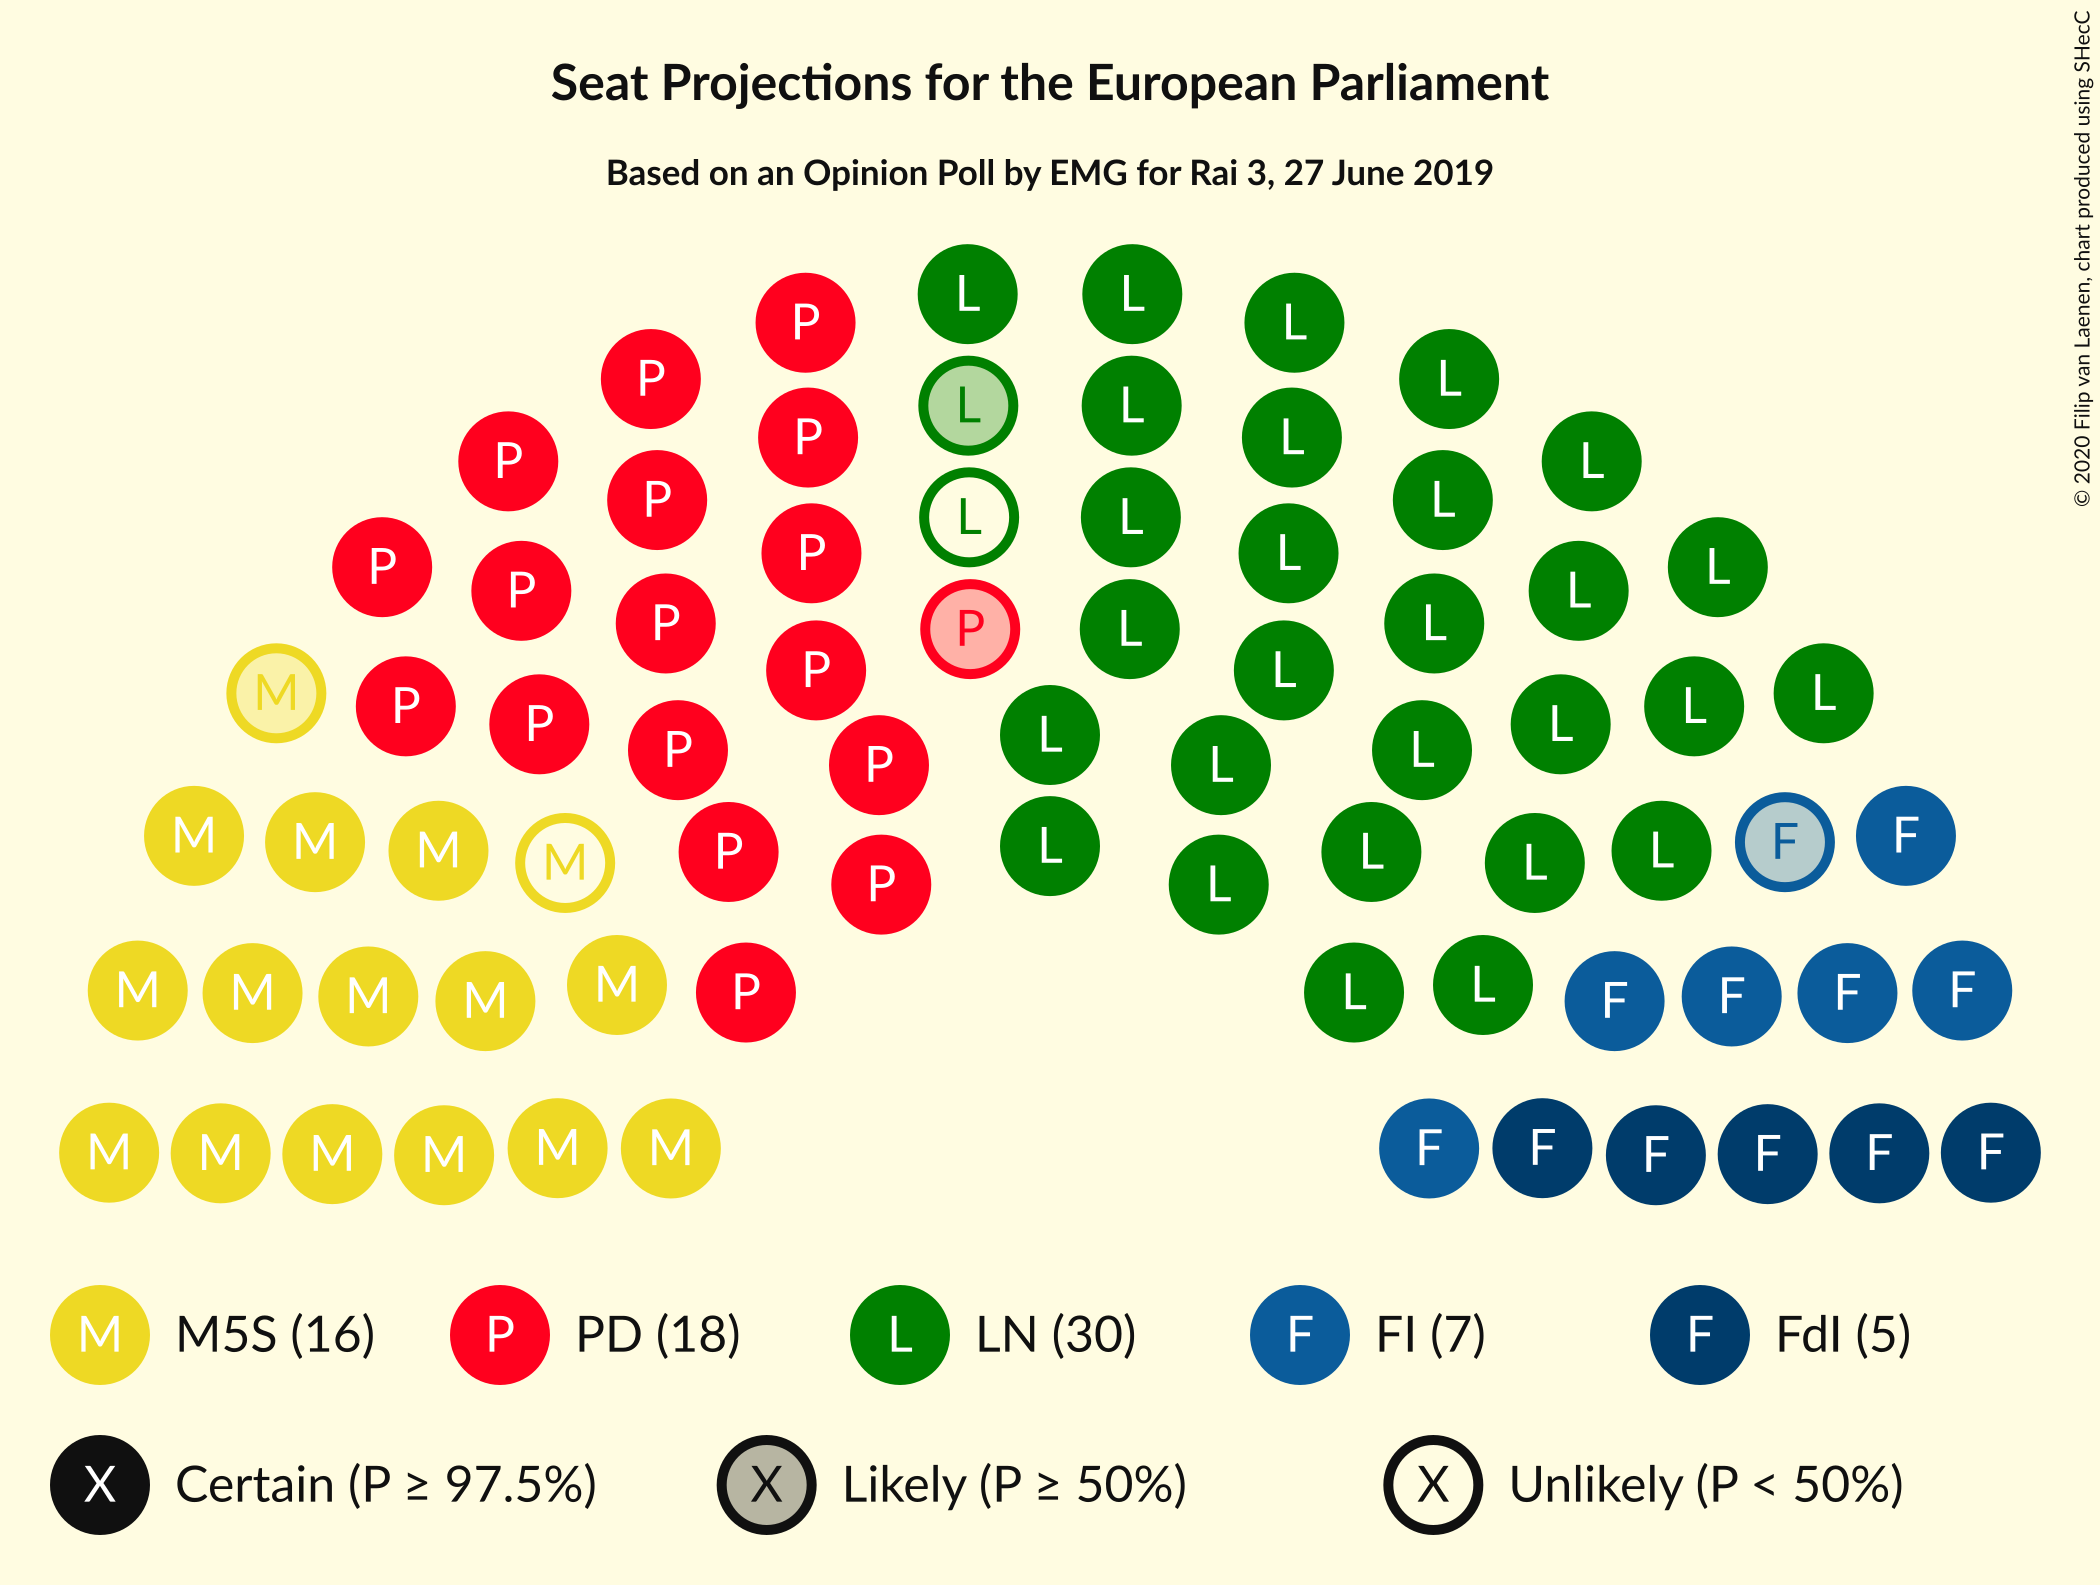 Seat Projections for the European Parliament
Based on an Opinion Poll by EMG for Rai 3, 27 June 2019
© 2020 Filip van Laenen, chart produced using SHecC
L L
P L
P L
L L
P L
P L
P L
L L
P L
L
P L
P L
P L
P L
P L
P L
M L
P L
P L
L
P L
P L
M F
M F
L
M L
P L
M L
P L
M M
M F
M F
M F
M F
P L
M L
M M
M F
M F
M F
M F
M F
M F
M L M5S (16) P PD (18) L LN (30) F FI (7) F FdI (5)
X Certain (P ≥ 97.5%) X Likely (P ≥ 50%) X Unlikely (P < 50%)